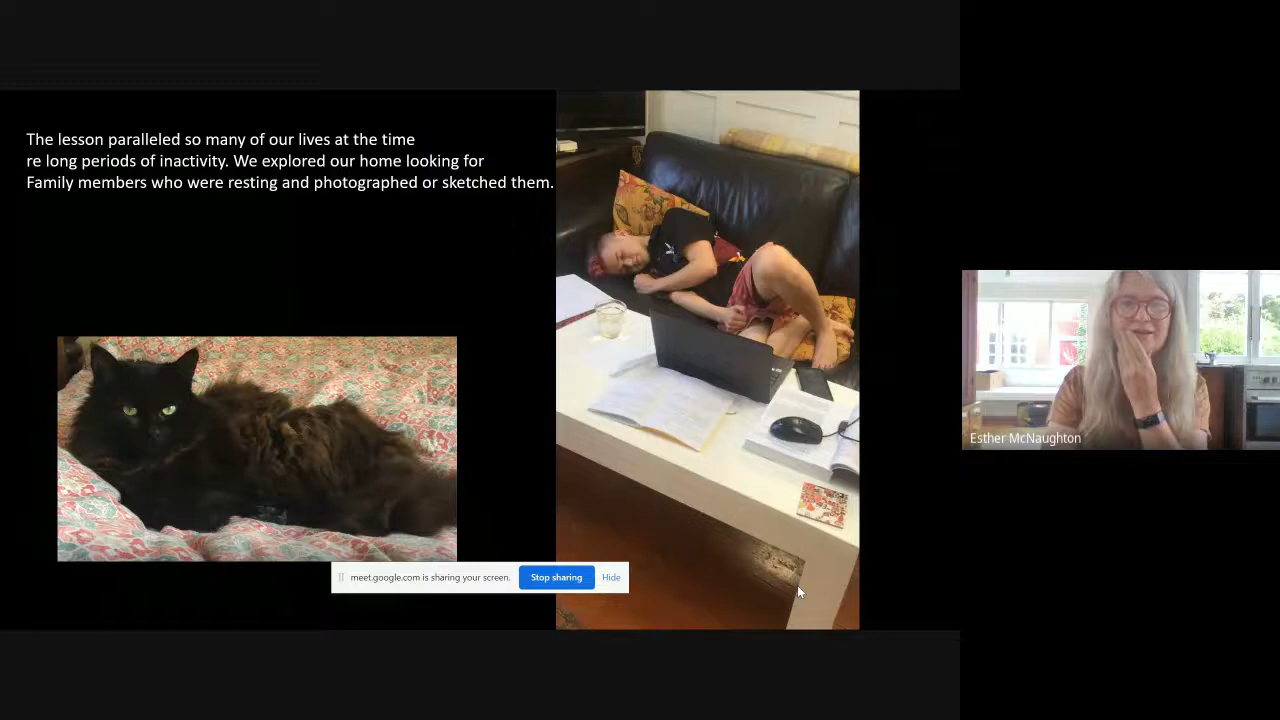 The lesson paralleled so many of our lives at the time
re long periods of inactivity. We explored our home looking for
Family members who were resting and photographed or sketched them.
Esther McNaughton
meet.google.com is sharing your screen.
Stop sharing
Hide